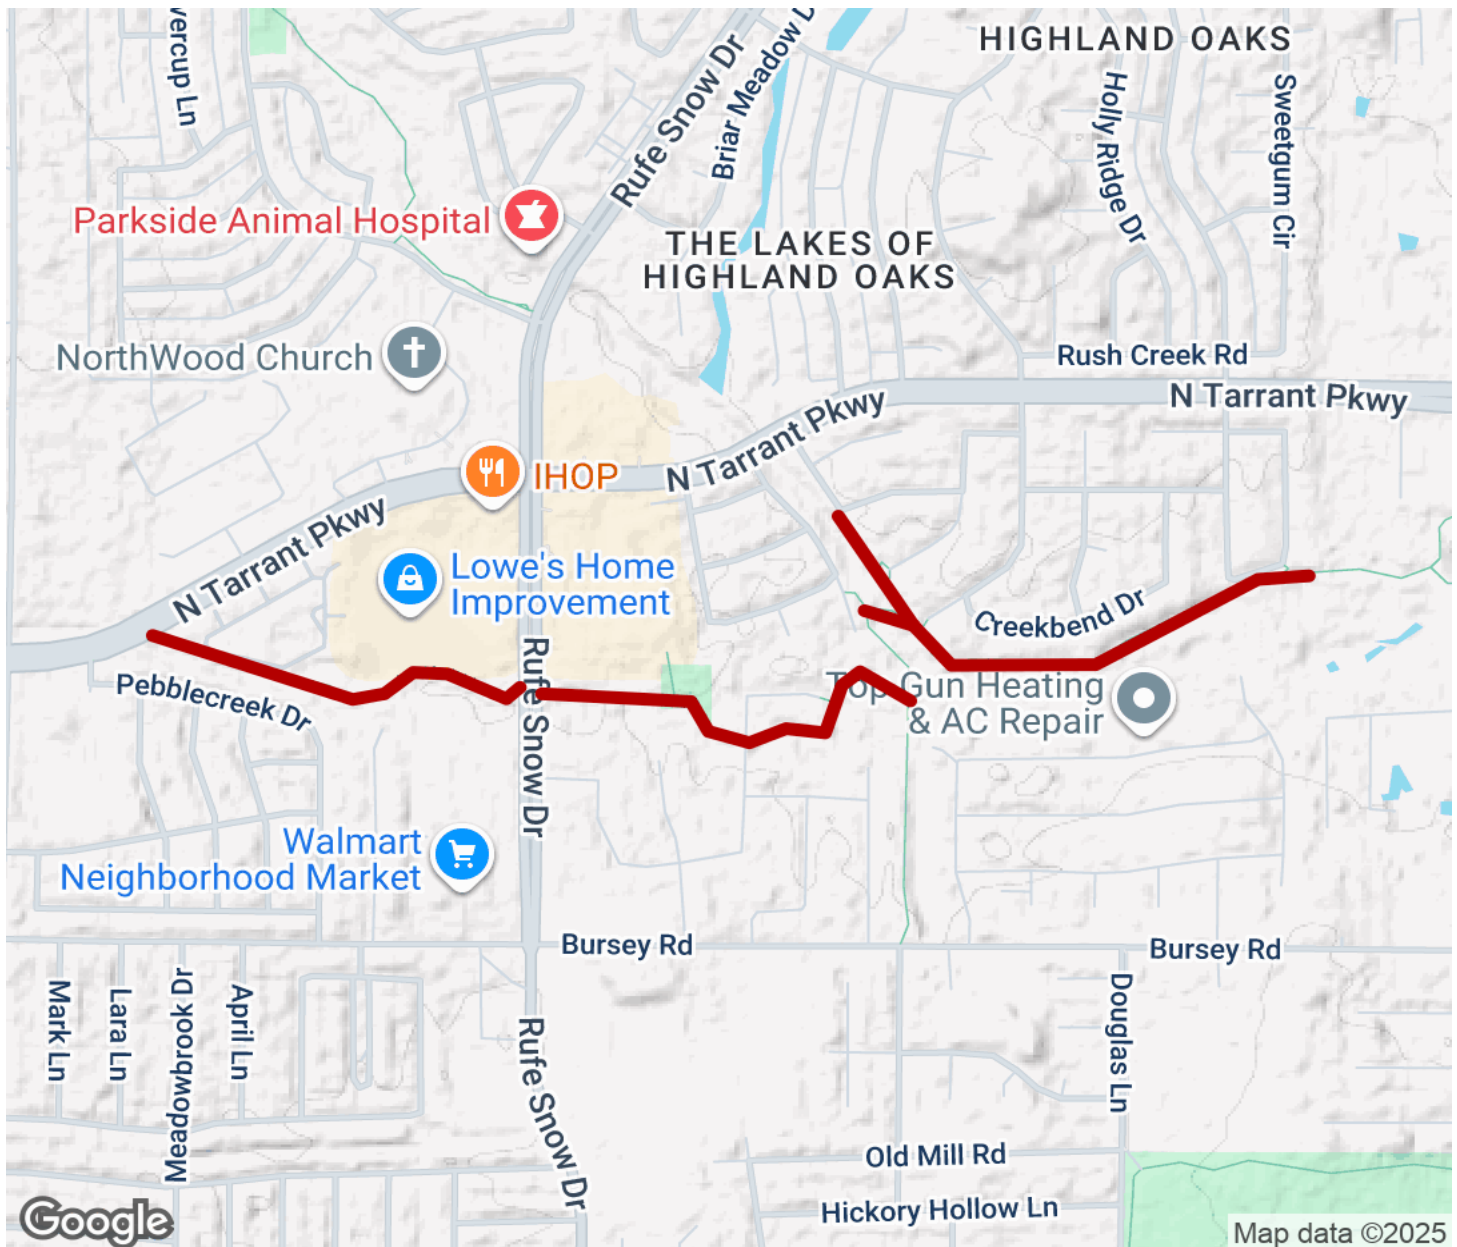 HIGHLAND OAKS
Rufe Snow Dr
Briar Meadow D
Holly Ridge Dr
Sweetgum Cir
vercup Ln
Parkside Animal Hospital
THE LAKES OF
HIGHLAND OAKS
NorthWood Church
Rush Creek Rd
N Tarrant Pkwy
N Tarrant Pkwy
IHOP
N Tarrant Pkwy
Lowe's Home
Improvement
Creekbend Dr
Rufe Snow Dr
Pebblecreek Dr
Top Gun Heating
& AC Repair
Walmart
Neighborhood Market
Bursey Rd
Bursey Rd
Mark Ln
Lara Ln
Meadowbrook Dr
April Ln
Rufe Snow Dr
Douglas Ln
Old Mill Rd
Hickory Hollow Ln
Google
Map data ©2025